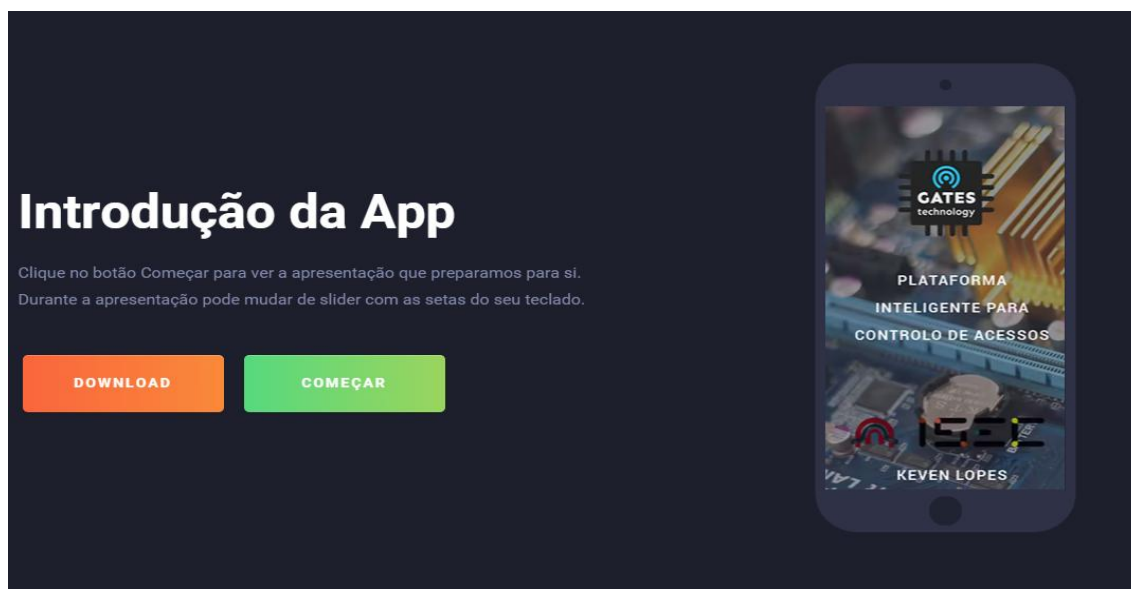 Introdução da App
Clique no botão Começar para ver a apresentação que preparamos para si.
Durante a apresentação pode mudar de slider com as setas do seu teclado.
DOWNLOAD
COMEÇAR
GATES
technology
PLATAFORMA
INTELIGENTE PARA
CONTROLO DE ACESSOS
ISEC
KEVEN LOPES